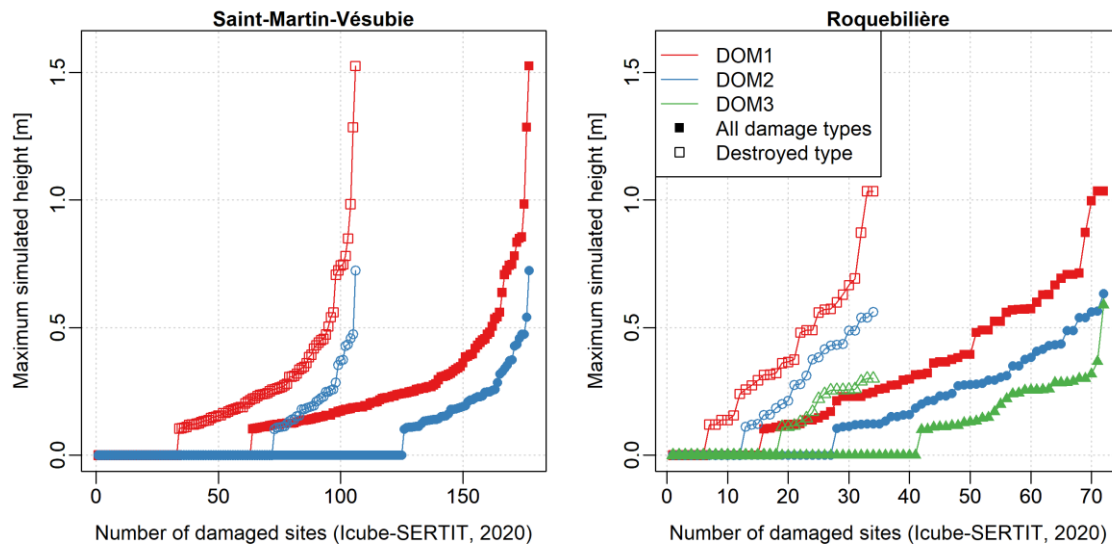 Saint-Martin-Vésubie
Maximum simulated height [m]
1.5
1.0
0.5
0.0
0 50 100 150
Number of damaged sites (Icube-SERTIT, 2020)
Roquebilière
DOM1
DOM2
DOM3
All damage types
Destroyed type
Maximum simulated height [m]
1.5
1.0
0.5
0.0
0 10 20 30 40 50 60 70
Number of damaged sites (Icube-SERTIT, 2020)